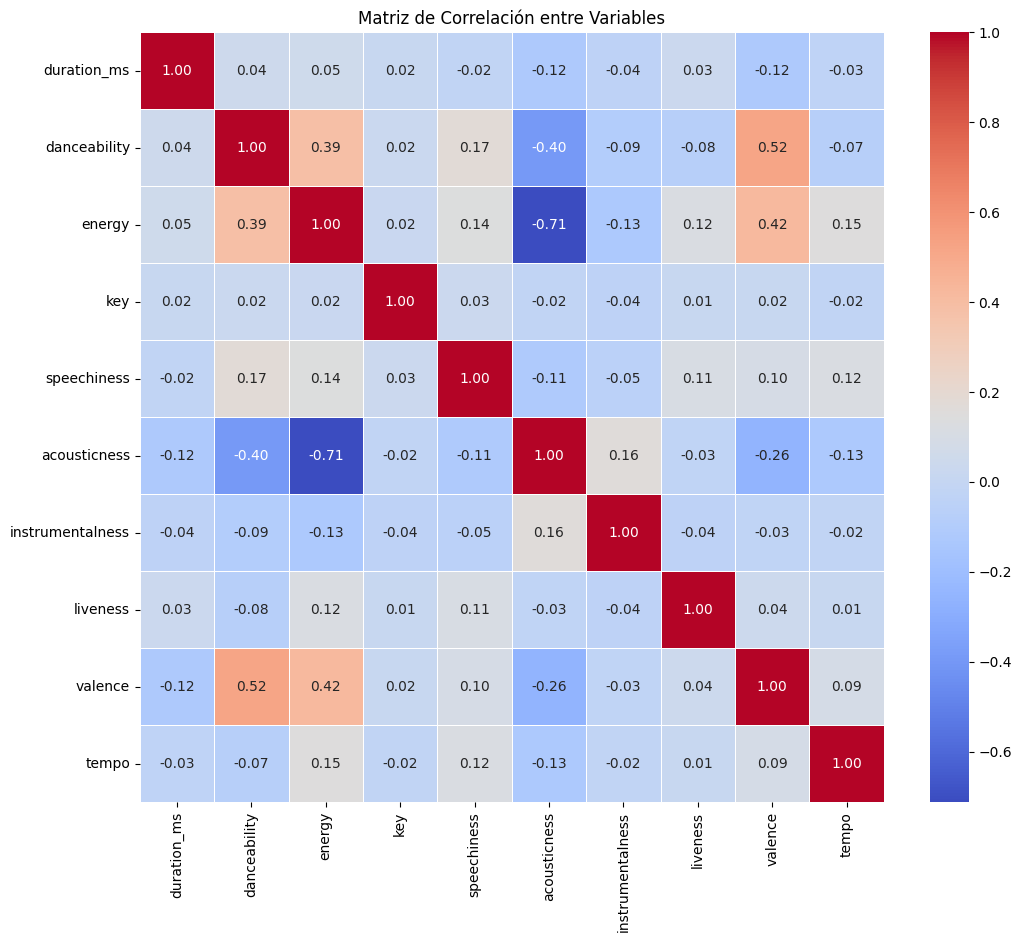 Matriz de Correlación entre Variables
duration_ms 1.00 0.04 0.05 0.02 -0.02 -0.12 -0.04 0.03 -0.12 -0.03
danceability 0.04 1.00 0.39 0.02 0.17 -0.40 -0.09 -0.08 0.52 -0.07
energy 0.05 0.39 1.00 0.02 0.14 -0.71 -0.13 0.12 0.42 0.15
key 0.02 0.02 0.02 1.00 0.03 -0.02 -0.04 0.01 0.02 -0.02
speechiness -0.02 0.17 0.14 0.03 1.00 -0.11 -0.05 0.11 0.10 0.12
acousticness -0.12 -0.40 -0.71 -0.02 -0.11 1.00 0.16 -0.03 -0.26 -0.13
instrumentalness -0.04 -0.09 -0.13 -0.04 -0.05 0.16 1.00 -0.04 -0.03 -0.02
liveness 0.03 -0.08 0.12 0.01 0.11 -0.03 -0.04 1.00 0.04 0.01
valence -0.12 0.52 0.42 0.02 0.10 -0.26 -0.03 0.04 1.00 0.09
tempo -0.03 -0.07 0.15 -0.02 0.12 -0.13 -0.02 0.01 0.09 1.00
duration_ms
danceability
energy
key
speechiness
acousticness
instrumentalness
liveness
valence
tempo
1.0
0.8
0.6
0.4
0.2
0.0
−0.2
−0.4
−0.6